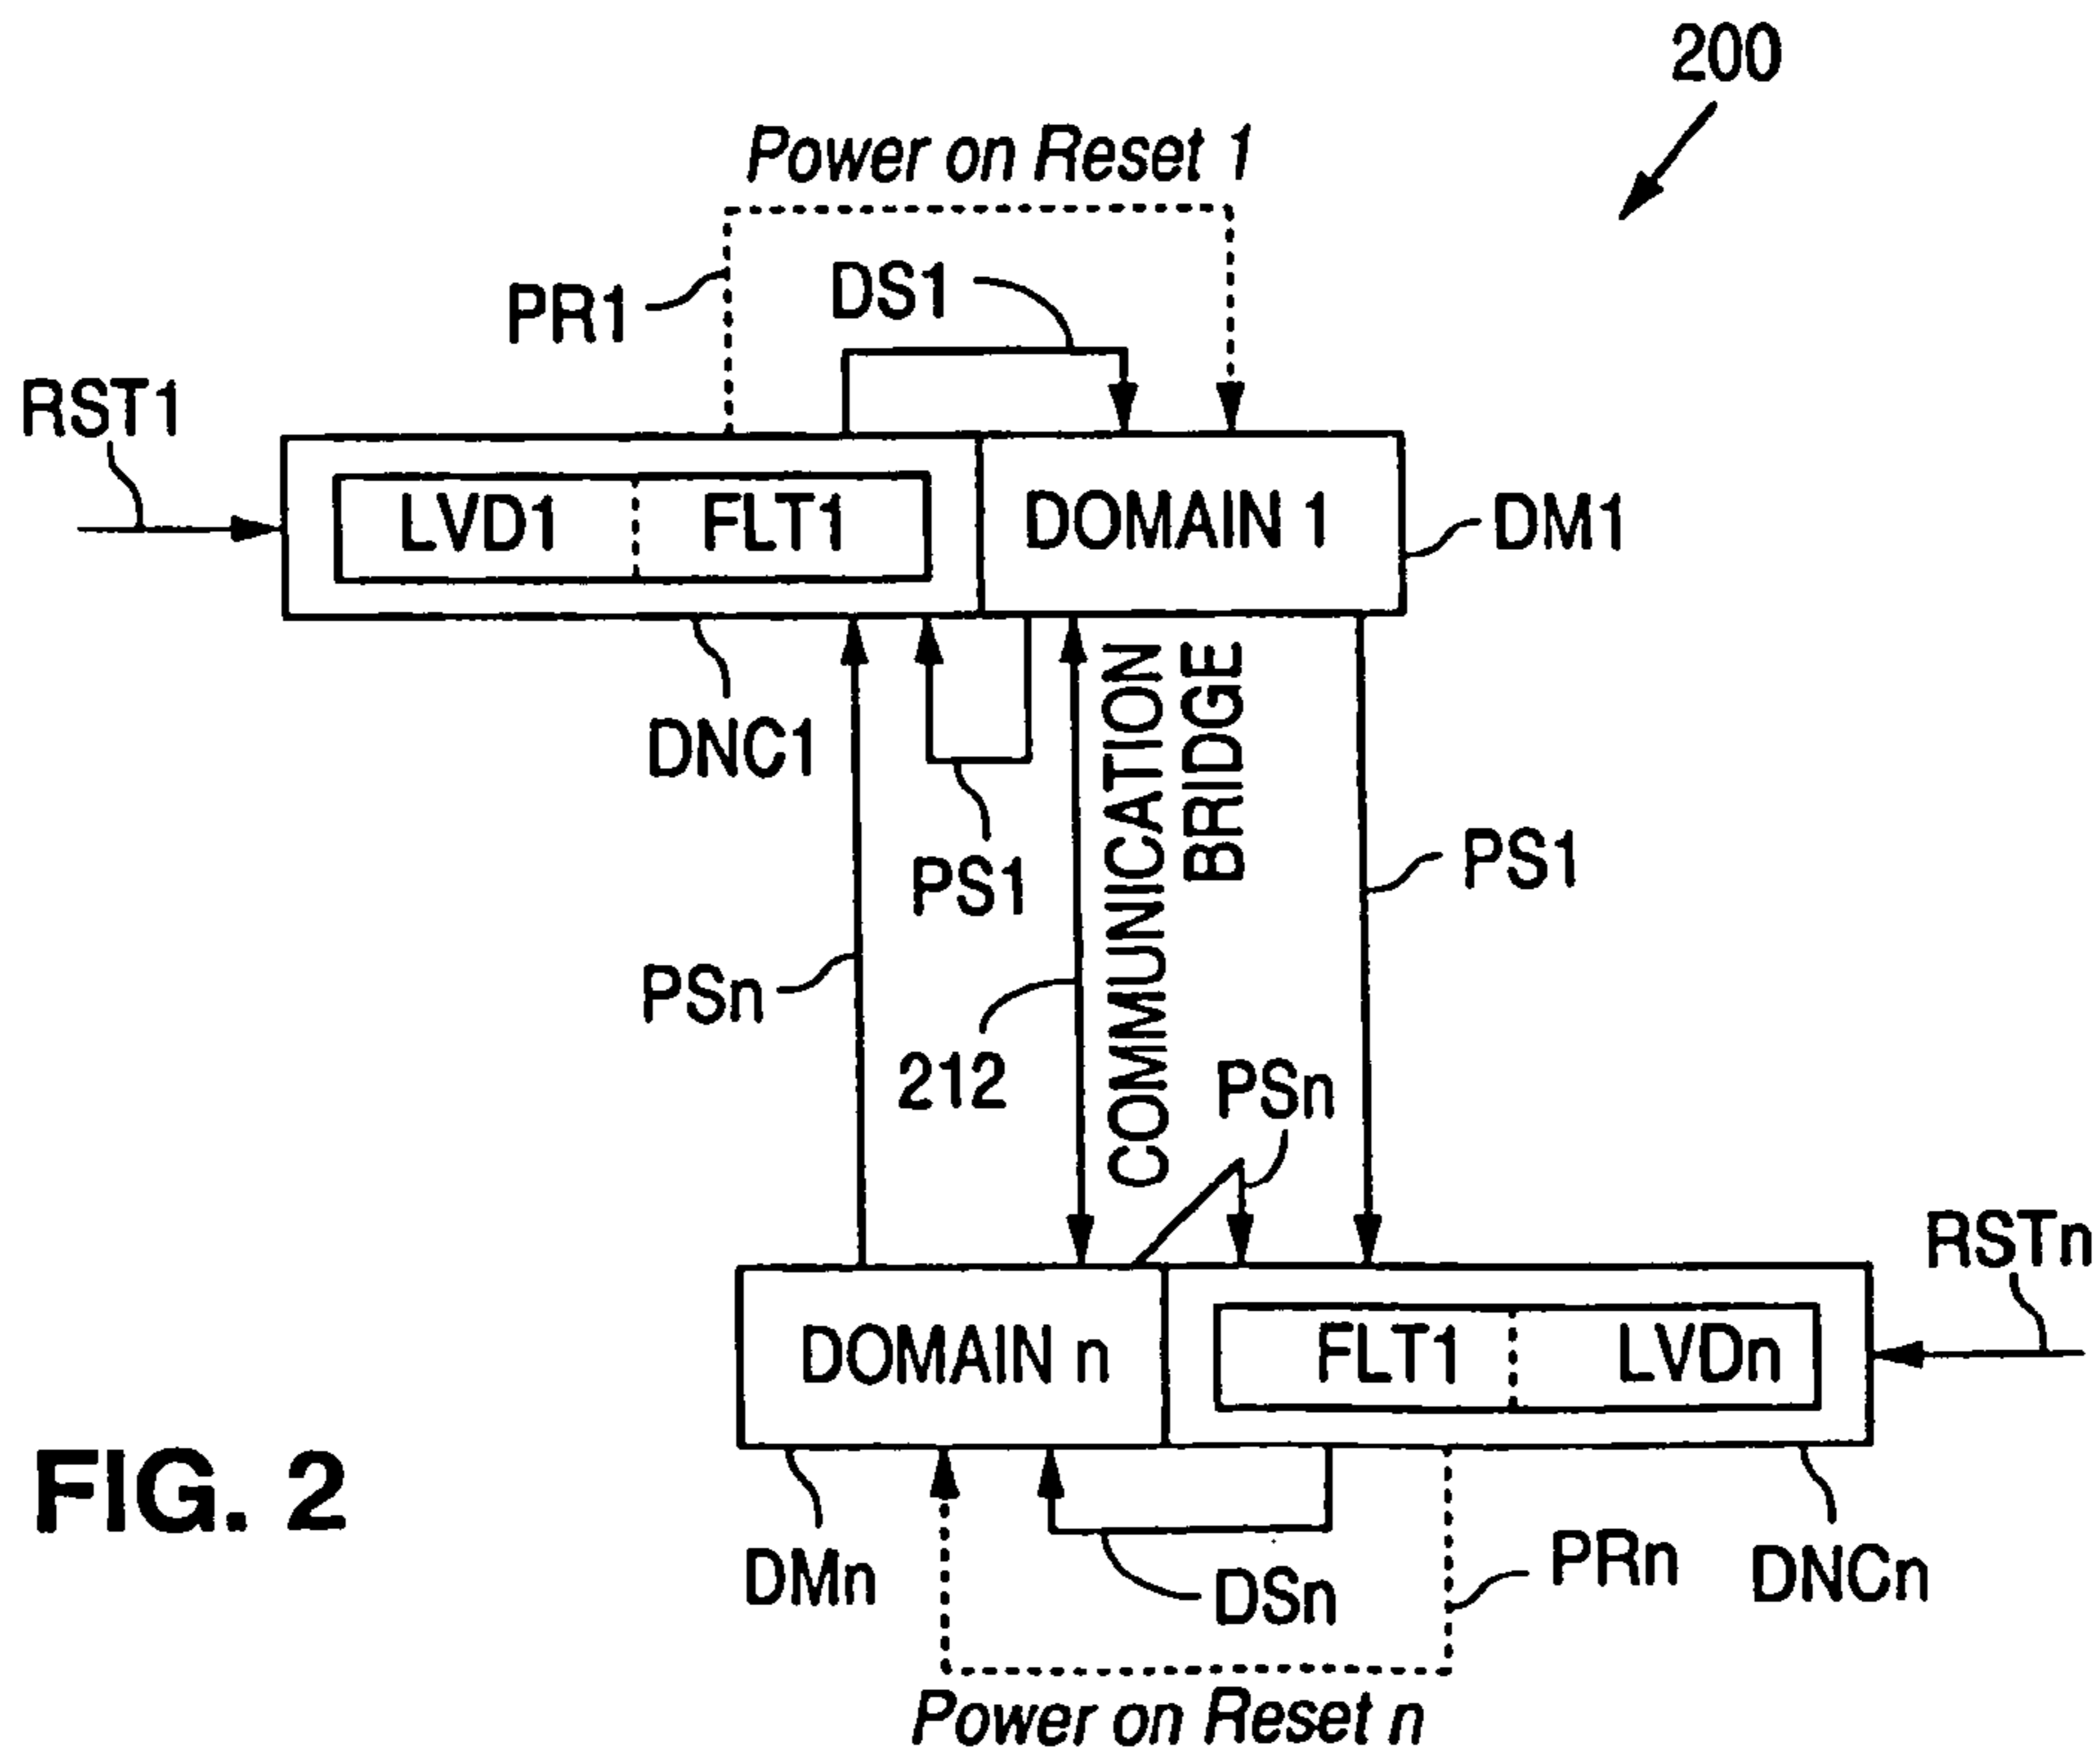 200
Power on Reset 1
DS1
PR1
RST1
LVD1 FLT1 DOMAIN 1
DM1
DNC1
COMMUNICATION
BRIDGE
PS1
PS1
PSn
212
PSn
RSTn
DOMAIN n FLT1 LVDn
FIG. 2
DMn
DSn
PRn
DNCn
Power on Reset n